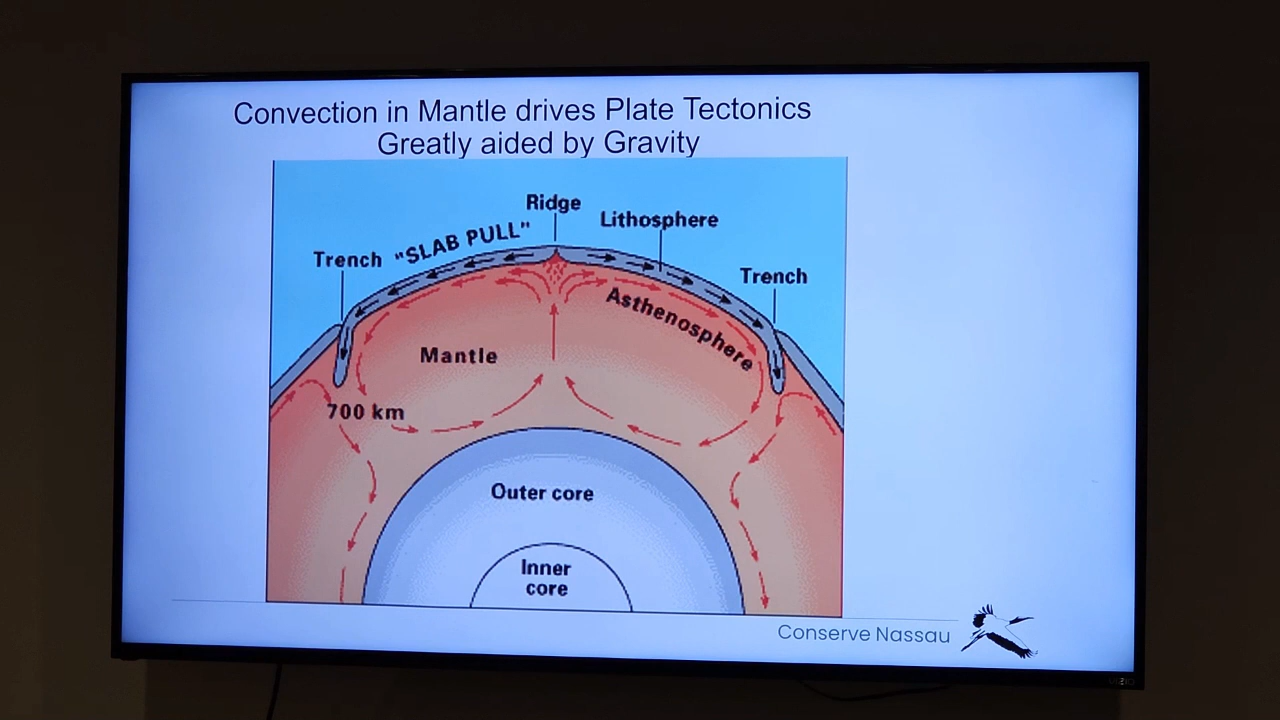 Convection in Mantle drives Plate Tectonics
Greatly aided by Gravity
Ridge
Lithosphere
Trench
"SLAB PULL"
Trench
Asthenosphere
Mantle
700 km
Outer core
Inner
core
Conserve Nassau
VIZIO